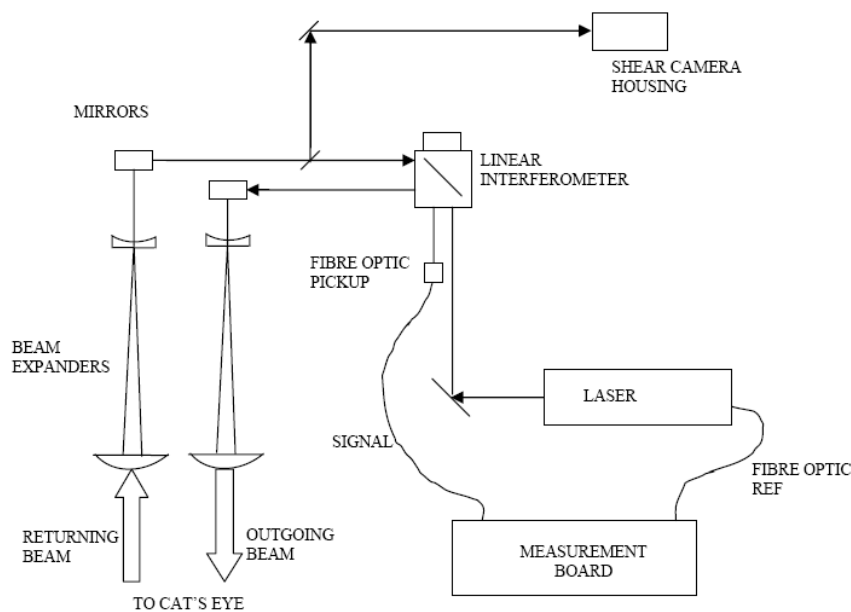 SHEAR CAMERA
HOUSING
MIRRORS
LINEAR
INTERFEROMETER
FIBRE OPTIC
PICKUP
BEAM
EXPANDERS
LASER
SIGNAL
FIBRE OPTIC
REF
RETURNING
BEAM
OUTGOING
BEAM
MEASUREMENT
BOARD
TO CAT'S EYE